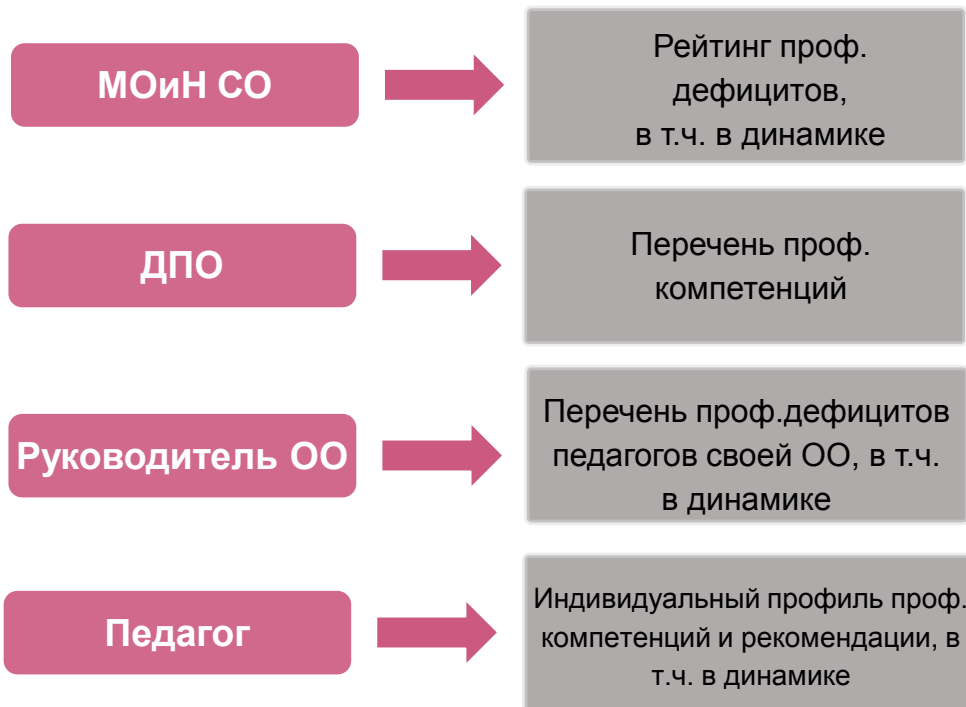 МОиН СО
Рейтинг проф.
дефицитов,
в т.ч. в динамике
ДПО
Перечень проф.
компетенций
Руководитель ОО
Перечень проф.дефицитов
педагогов своей ОО, в т.ч.
в динамике
Педагог
Индивидуальный профиль проф.
компетенций и рекомендации, в
т.ч. в динамике